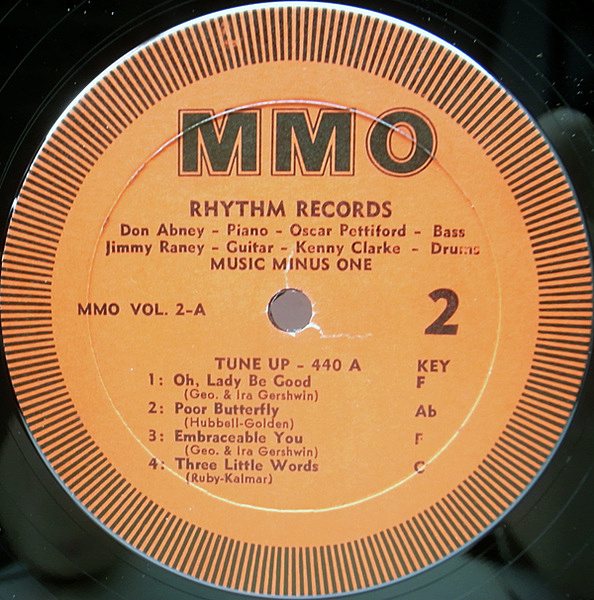 MMO
RHYTHM RECORDS
Don Abney - Piano - Oscar Pettiford - Bass
Jimmy Raney - Guitar - Kenny Clarke - Drums
MUSIC MINUS ONE
MMO VOL. 2-A
2
TUNE UP - 440 A KEY
1: Oh, Lady Be Good F
(Geo. & Ira Gershwin)
2: Poor Butterfly Ab
(Hubbell-Golden)
3: Embraceable You F
(Geo. & Ira Gershwin)
4: Three Little Words C
(Ruby-Kalmar)